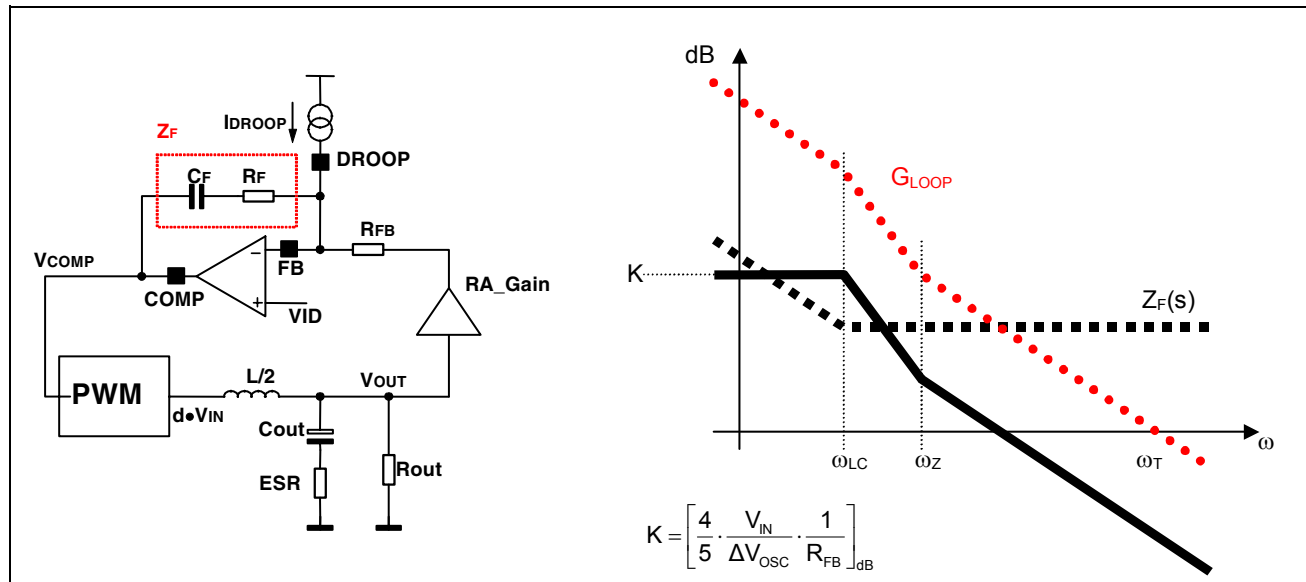 IDROOP
ZF
DROOP
CF RF
RFB
VCOMP
FB
COMP
VID
RA_Gain
PWM
L/2
VOUT
d•VIN
Cout
ESR
Rout
dB
GLOOP
K
ZF(s)
ωLC ωZ ωT ω
K = [4/5 · VIN/ΔVOSC · 1/RFB]dB